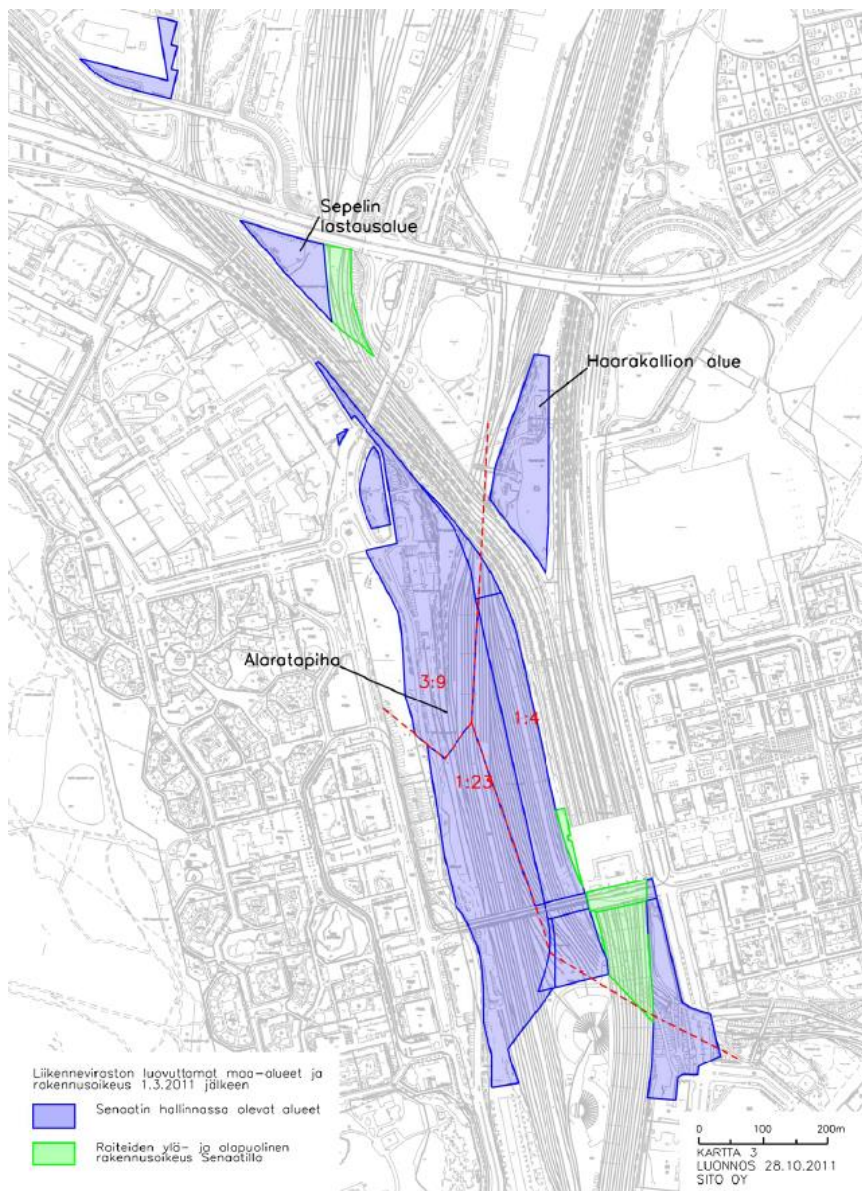 Sepelin
lastausalue
Haarakallion alue
Alaratapiha
3:9
1:4
1:23
Liikenneviraston luovuttamat maa-alueet ja
rakennusoikeus 1.3.2011 jälkeen
Senaatin hallinnassa olevat alueet
Raiteiden ylä- ja alapuolinen
rakennusoikeus Senaatilla
0 100 200m
KARTTA 3
LUONNOS 28.10.2011
SITO OY